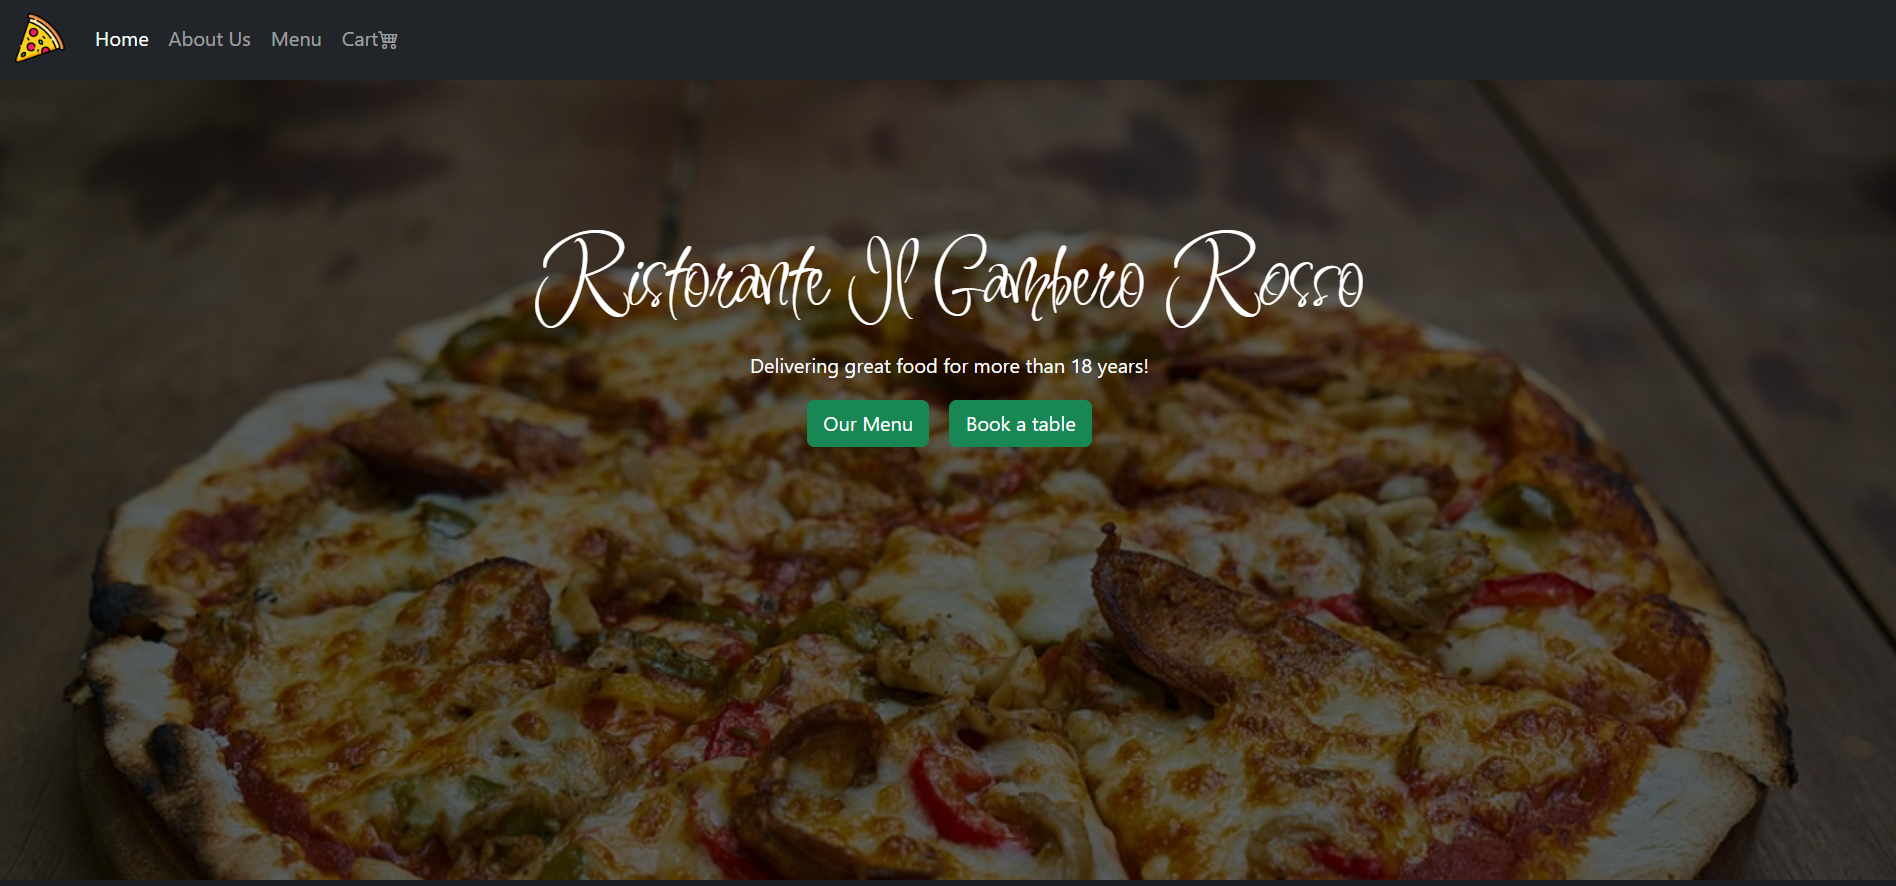 Home About Us Menu Cart
Ristorante Il Gambero Rosso
Delivering great food for more than 18 years!
Our Menu Book a table